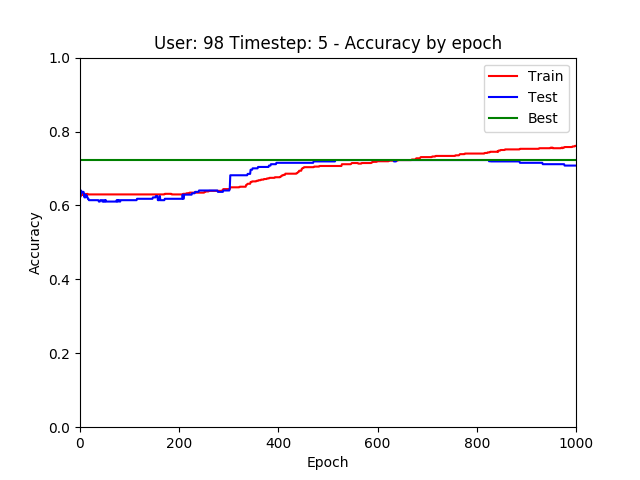 User: 98 Timestep: 5 - Accuracy by epoch
1.0
0.8
0.6
0.4
0.2
0.0
Accuracy
Train
Test
Best
0 200 400 600 800 1000
Epoch